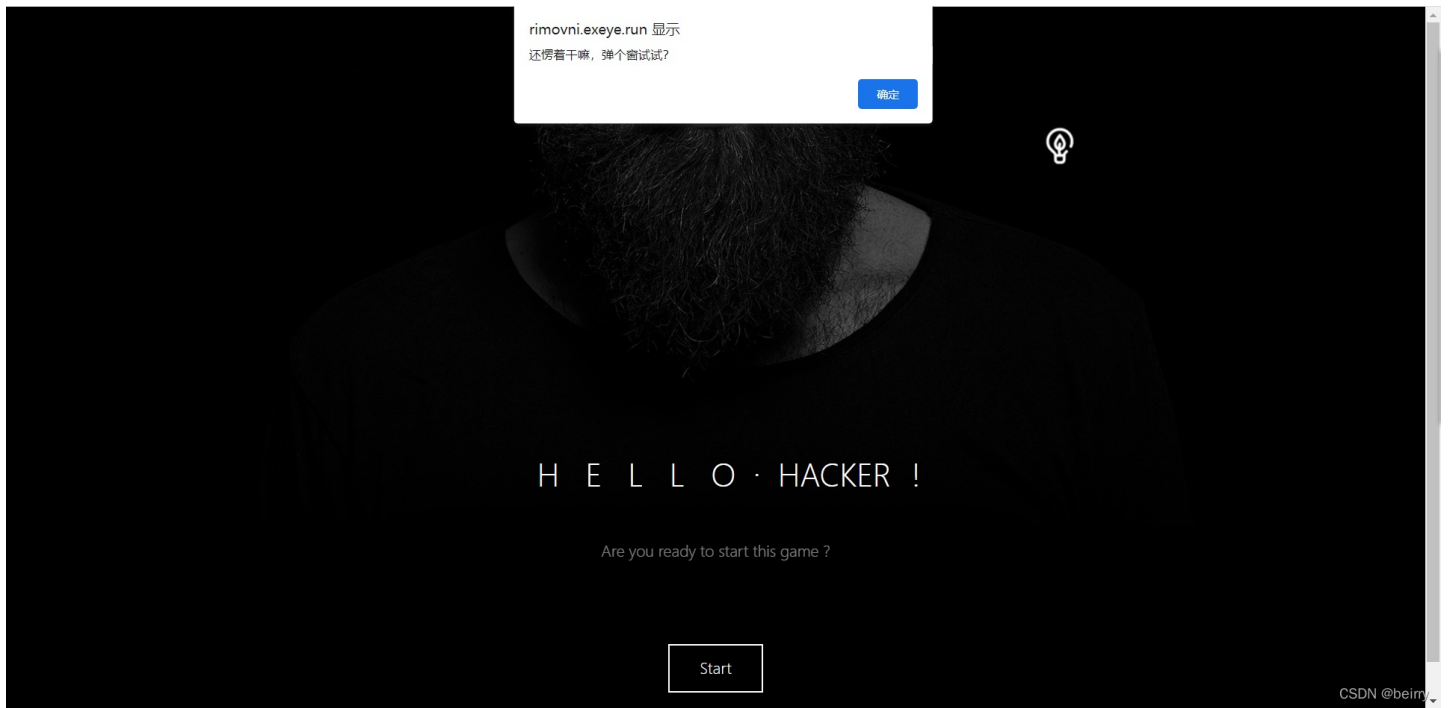 rimovni.exeye.run 显示
还愣着干嘛，弹个窗试试?
确定
H E L L O · HACKER !
Are you ready to start this game ?
Start
CSDN @beirry